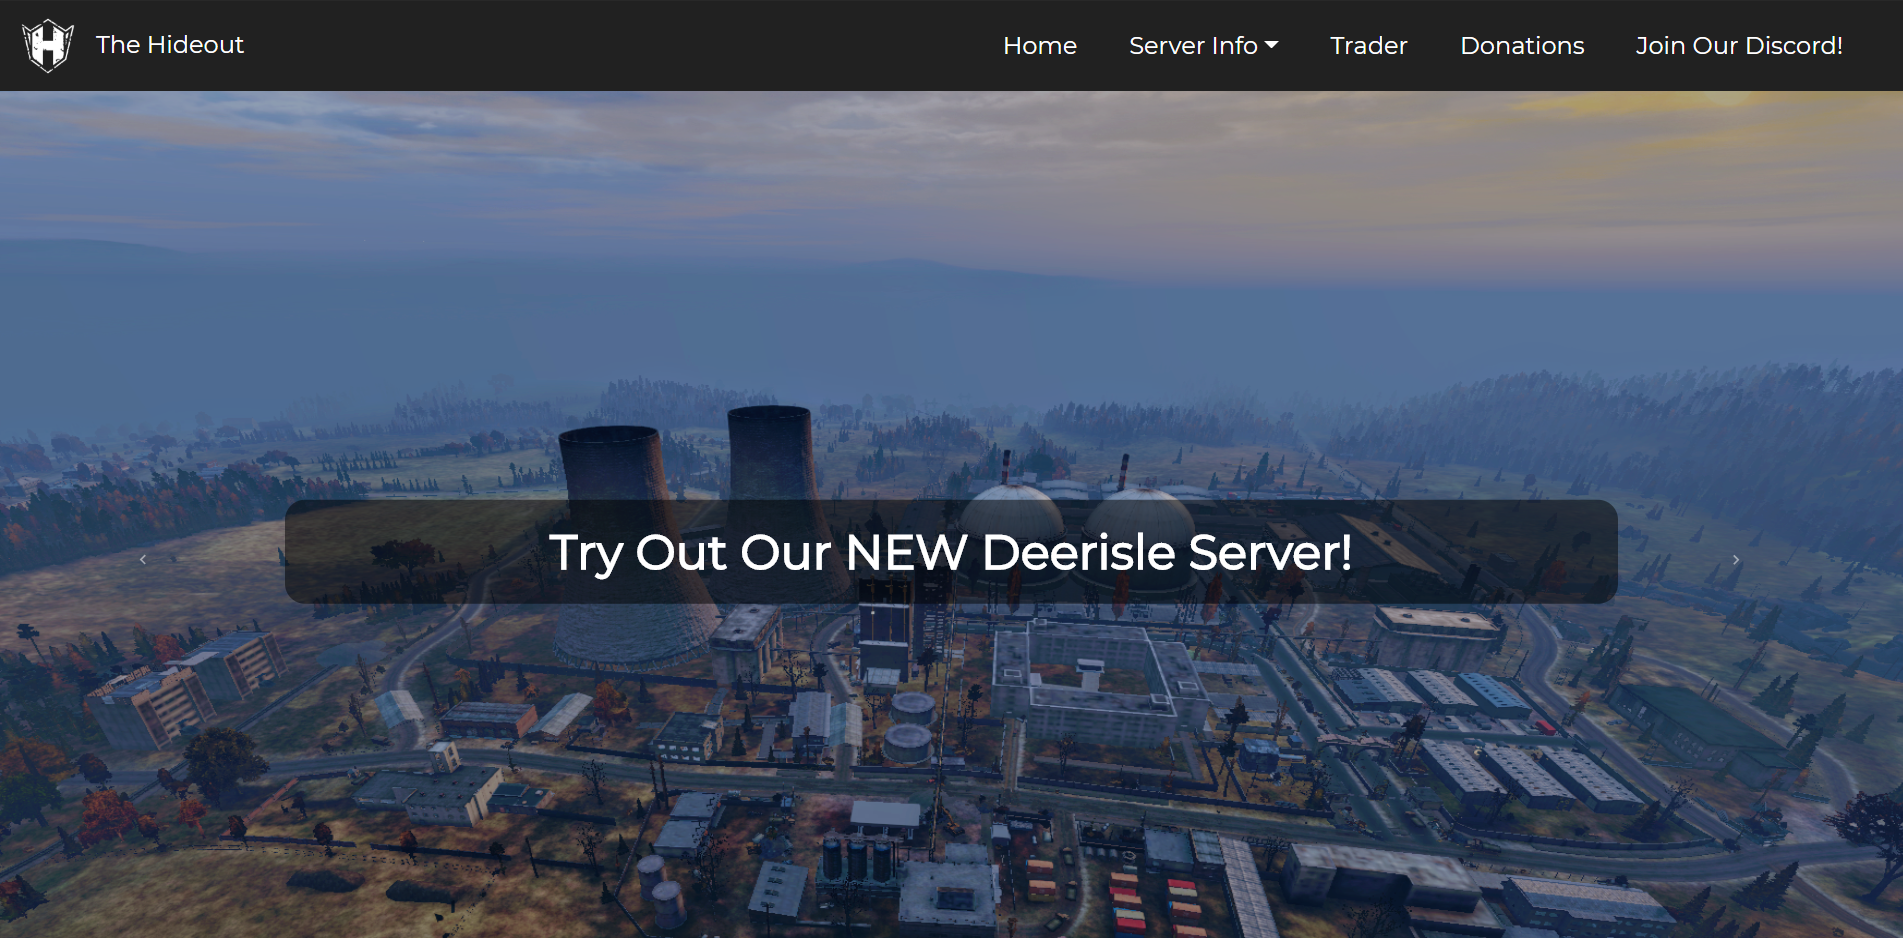 The Hideout
Home
Server Info
Trader
Donations
Join Our Discord!
Try Out Our NEW Deerisle Server!